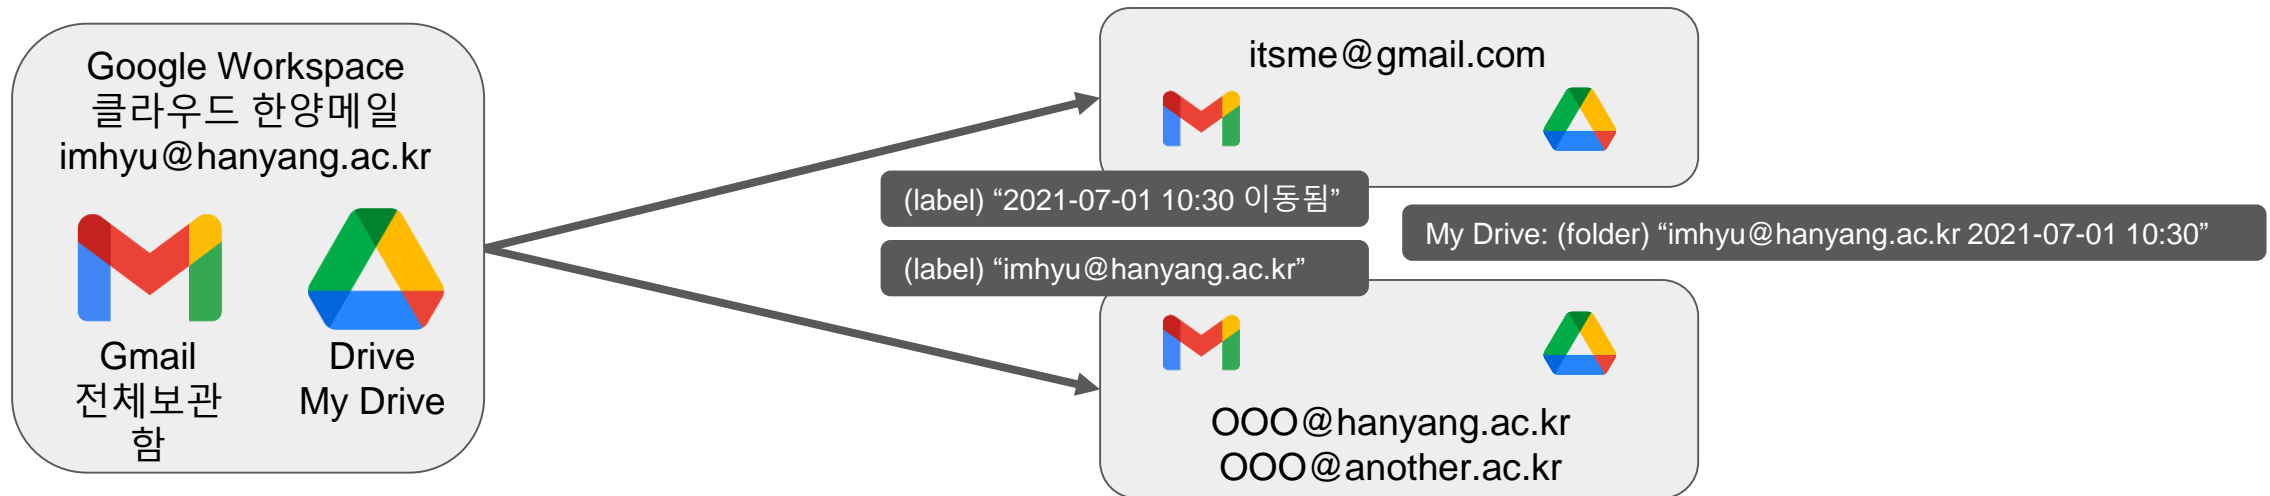 Google Workspace
클라우드 한양메일
imhyu@hanyang.ac.kr
Gmail
전체보관
함
Drive
My Drive
itsme@gmail.com
(label) “2021-07-01 10:30 이동됨”
(label) “imhyu@hanyang.ac.kr”
My Drive: (folder) “imhyu@hanyang.ac.kr 2021-07-01 10:30”
OOO@hanyang.ac.kr
OOO@another.ac.kr